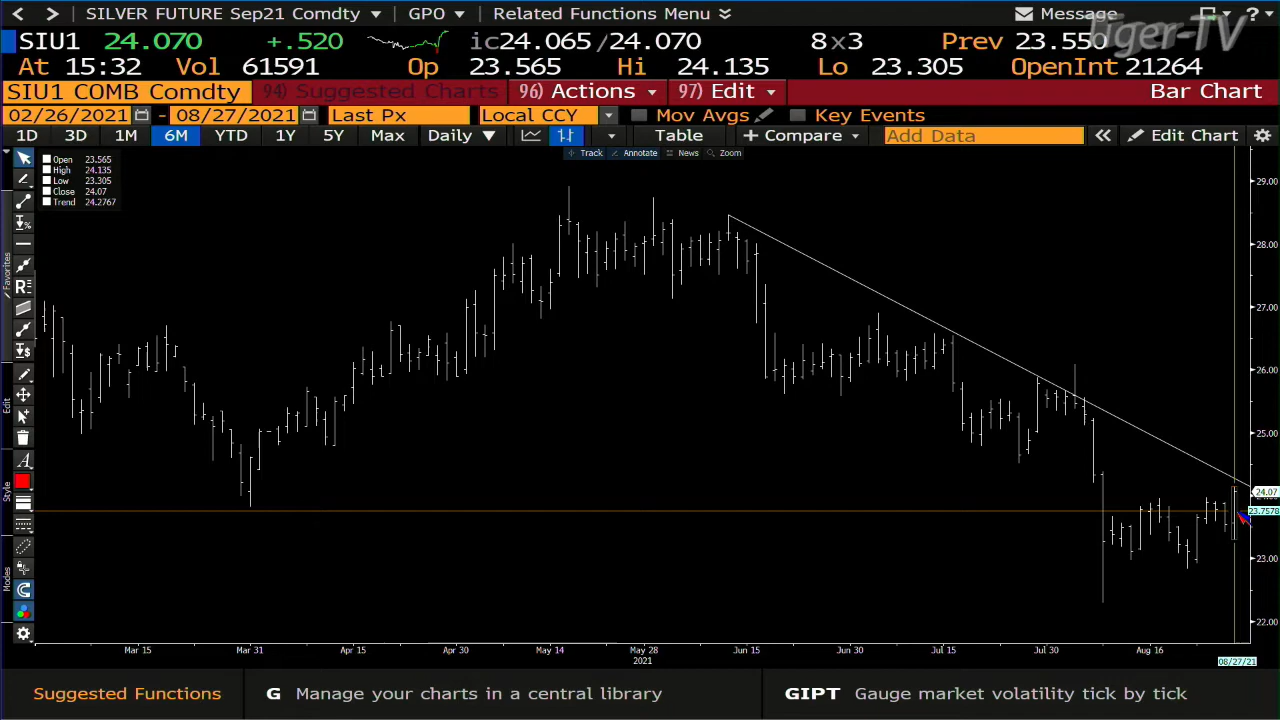 SILVER FUTURE Sep21 Comdty GPO Related Functions Menu Message ?
Tiger-TV
SIU1 24.070 +.520 ic24.065/24.070 8x3 Prev 23.550
At 15:32 Vol 61591 Op 23.565 Hi 24.135 Lo 23.305 OpenInt 21264
SIU1 COMB Comdty 94) Suggested Charts 96) Actions 97) Edit Bar Chart
02/26/2021 - 08/27/2021 Last Px Local CCY Mov Avgs Key Events
1D 3D 1M 6M YTD 1Y 5Y Max Daily Table + Compare Add Data Edit Chart
Track Annotate News Zoom
Open 23.565
High 24.135
Low 23.305
Close 24.07
Trend 24.2767
Favorites
Edit
Style
Modes
29.00
28.00
27.00
26.00
25.00
24.07
23.7578
23.00
22.00
Mar 15 Mar 31 Apr 15 Apr 30 May 14 May 28 Jun 15 Jun 30 Jul 15 Jul 30 Aug 16
2021 08/27/21
Suggested Functions G Manage your charts in a central library GIPT Gauge market volatility tick by tick